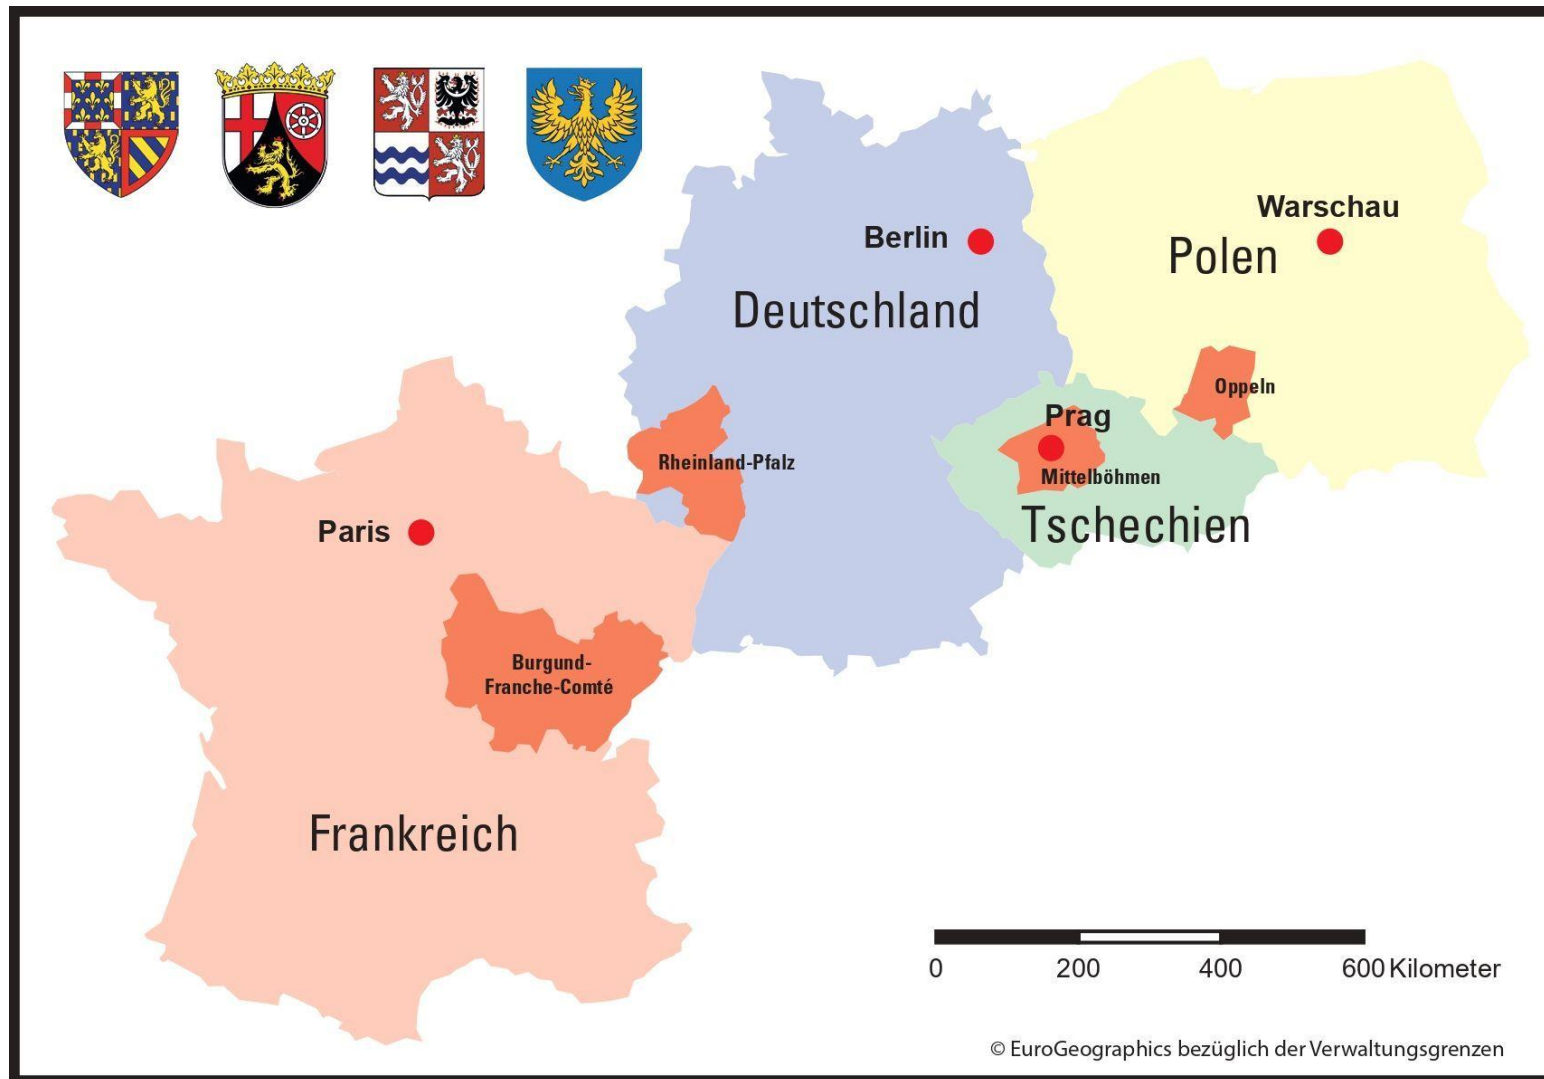 Warschau
Berlin
Polen
Deutschland
Oppeln
Prag
Rheinland-Pfalz
Mittelböhmen
Tschechien
Paris
Burgund-
Franche-Comté
Frankreich
0 200 400 600 Kilometer
© EuroGeographics bezüglich der Verwaltungsgrenzen